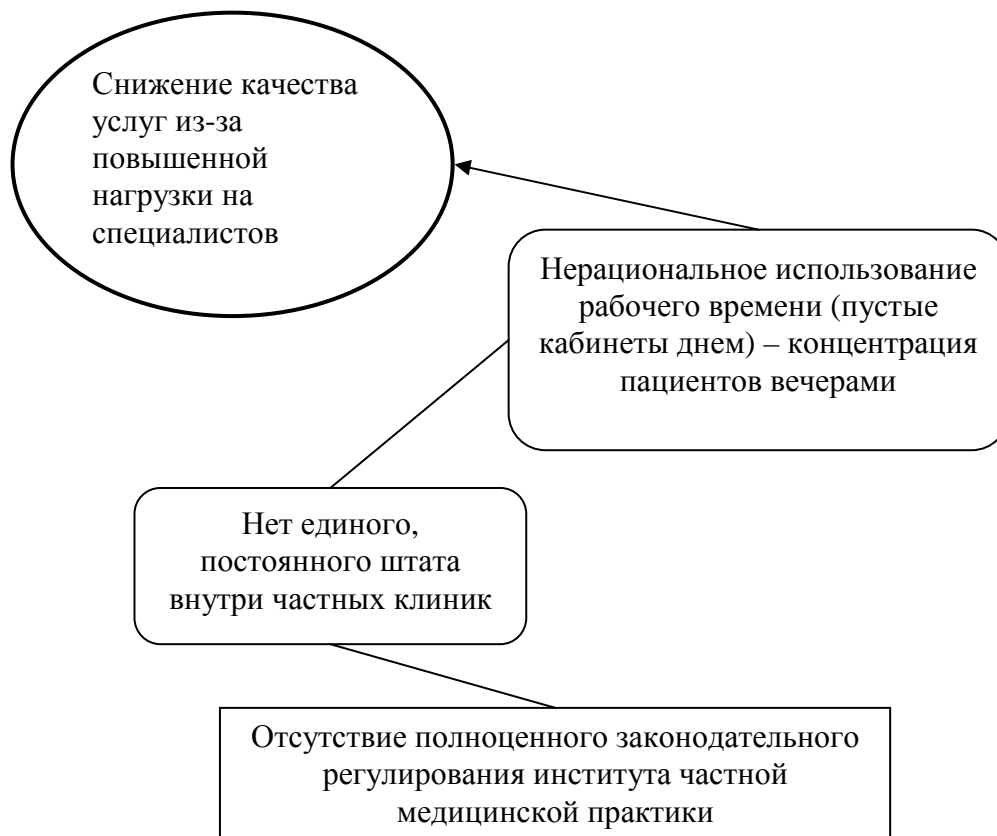 Снижение качества
услуг из-за
повышенной
нагрузки на
специалистов
Нерациональное использование
рабочего времени (пустые
кабинеты днем) – концентрация
пациентов вечерами
Нет единого,
постоянного штата
внутри частных клиник
Отсутствие полноценного законодательного
регулирования института частной
медицинской практики